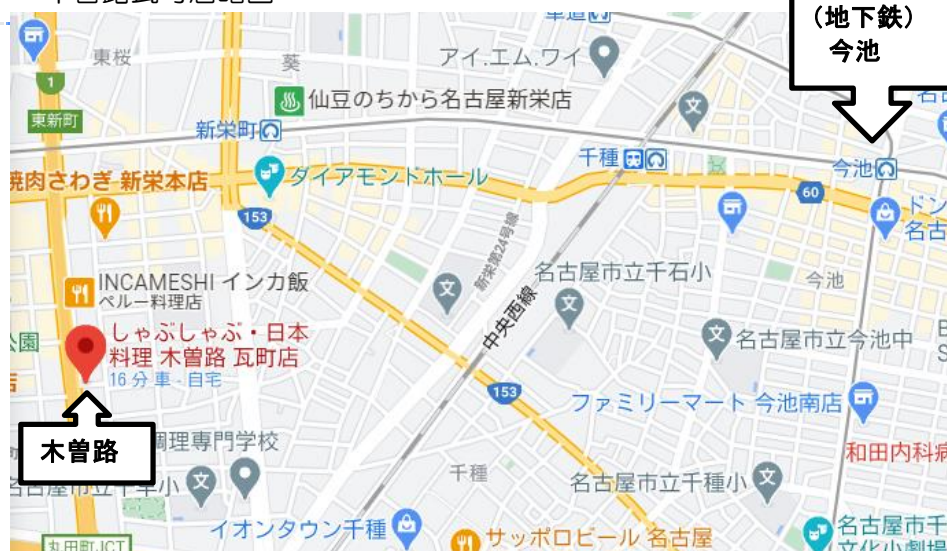 (地下鉄)
今池
東桜
葵
アイ.エム.ワイ
1
東新町
仙豆のちから名古屋新栄店
新栄町
千種
今池
焼肉さわぎ 新栄本店
ダイアモンドホール
60
153
新栄第24号線
名古屋市立千石小
今池
INCAMESHI インカ飯
ペルー料理店
しゃぶしゃぶ・日本
料理 木曽路 瓦町店
16 分 車 - 自宅
中央西線
名古屋市立今池中
153
ファミリーマート 今池南店
木曽路
調理専門学校
和田内科病
千種
名古屋市立千種小
イオンタウン千種
サッポロビール 名古屋
名古屋市千
文化小劇場
丸田町JCT